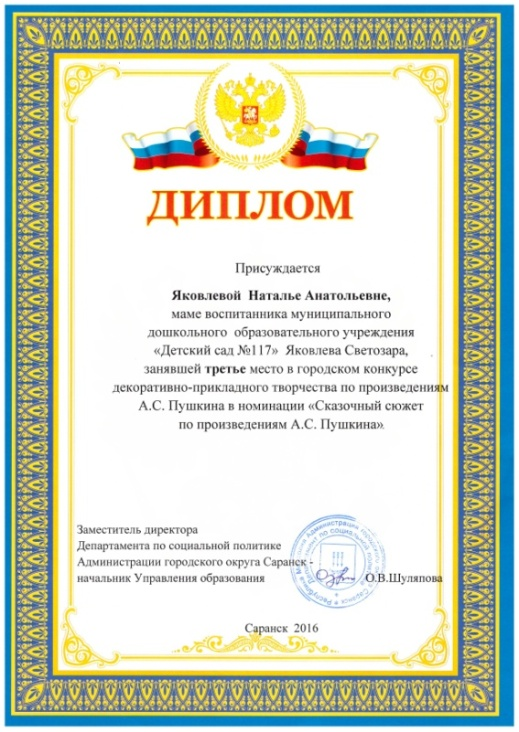 ДИПЛОМ
Присуждается
Яковлевой Наталье Анатольевне,
маме воспитанника муниципального
дошкольного образовательного учреждения
«Детский сад №117» Яковлева Светозара,
занявшей третье место в городском конкурсе
декоративно-прикладного творчества по произведениям
А.С. Пушкина в номинации «Сказочный сюжет
по произведениям А.С. Пушкина»
Заместитель директора
Департамента по социальной политике
Администрации городского округа Саранск -
начальник Управления образования
О.В.Шуляпова
Саранск 2016